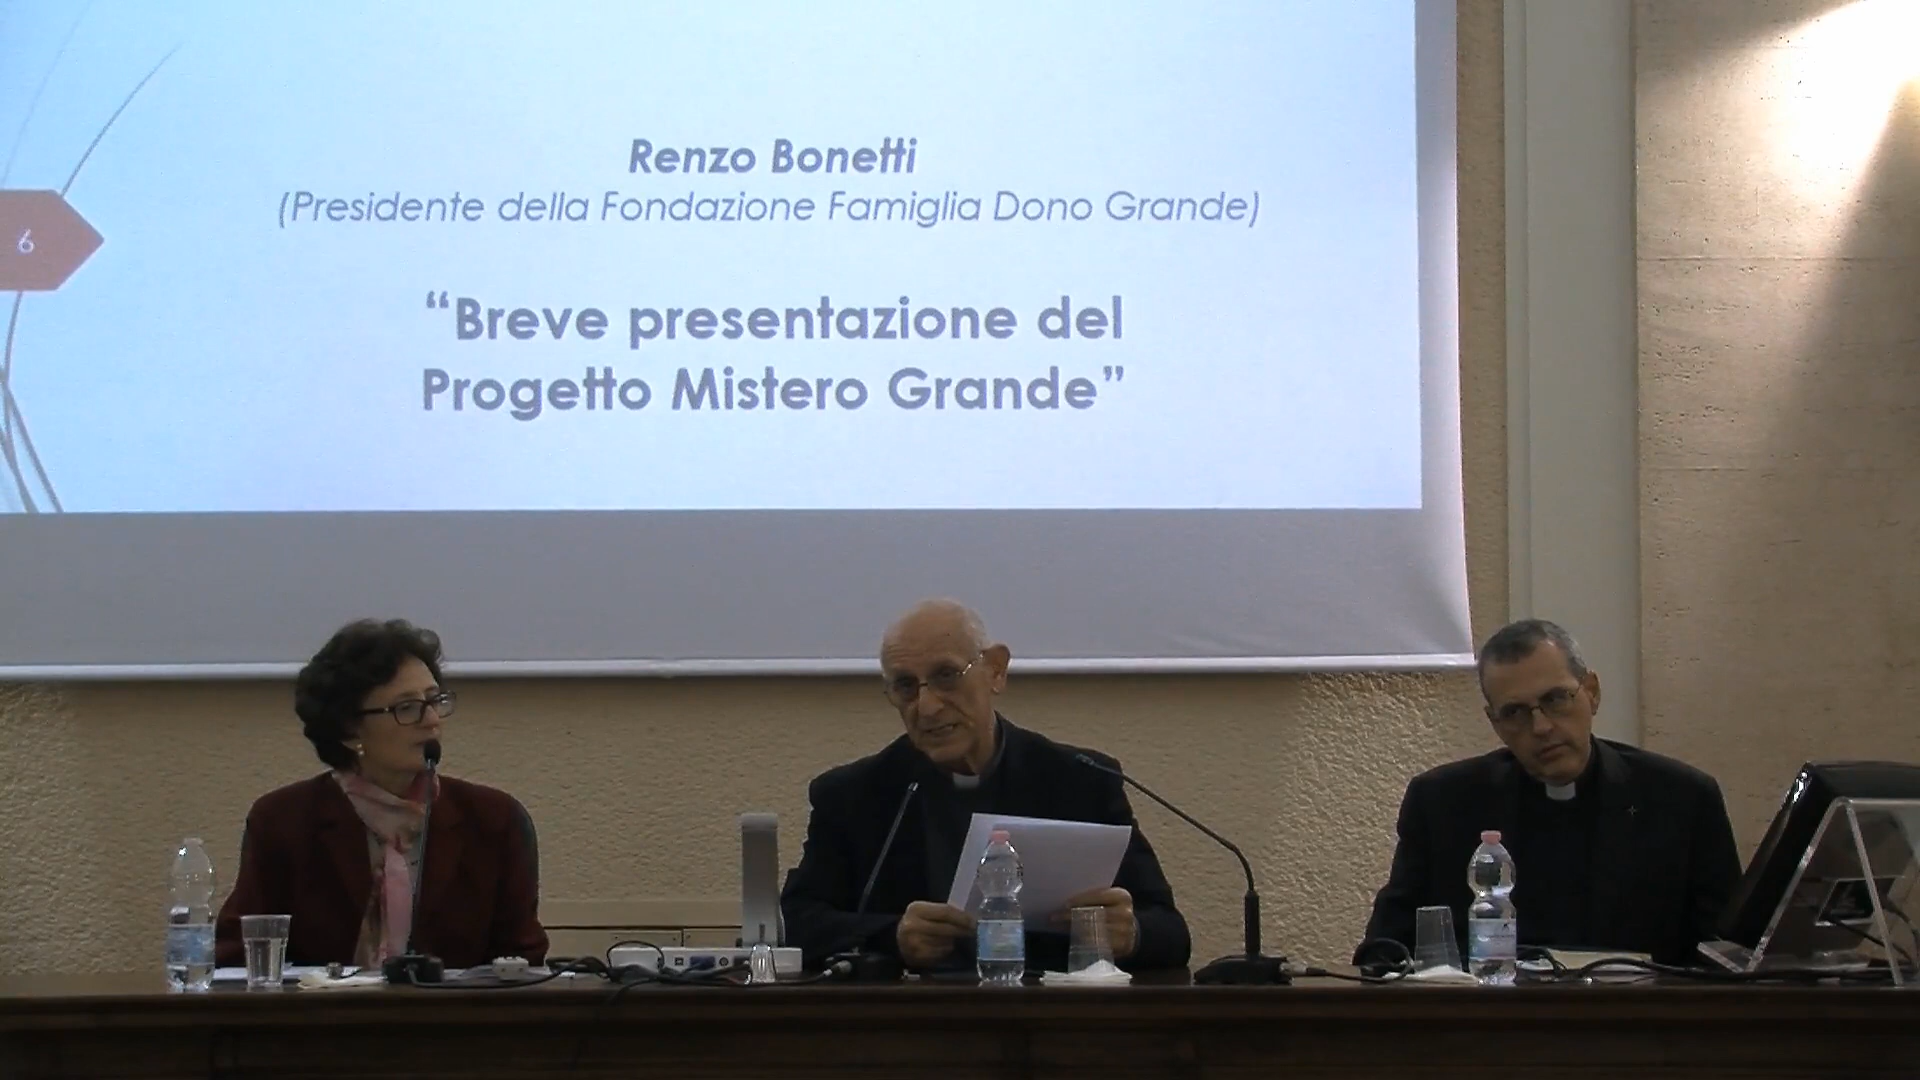 Renzo Bonetti
(Presidente della Fondazione Famiglia Dono Grande)
6
“Breve presentazione del
Progetto Mistero Grande”